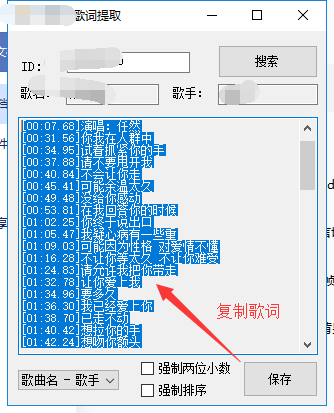 歌词提取
ID:
搜索
歌名:
歌手:
[00:07.68]演唱:任然
[00:31.56]你我在人群中
[00:34.95]试着抓紧你的手
[00:37.88]请不要甩开我
[00:40.84]不会让你走
[00:45.41]可能余温太久
[00:49.48]没给你感动
[00:53.81]在我回答你的时候
[01:02.15]你终于说出口
[01:05.47]我疑心病有一些重
[01:09.03]可能因为性格 对爱情不懂
[01:16.28]不让你等太久 不让你难受
[01:24.83]请允许我把你带走
[01:32.78]让你爱上我
[01:34.96]要多久
[01:36.96]我已经爱上你
[01:38.70]已经不动
[01:40.42]想拉你的手
[01:42.24]想吻你额头
复制歌词
歌曲名 - 歌手
强制两位小数
强制排序
保存